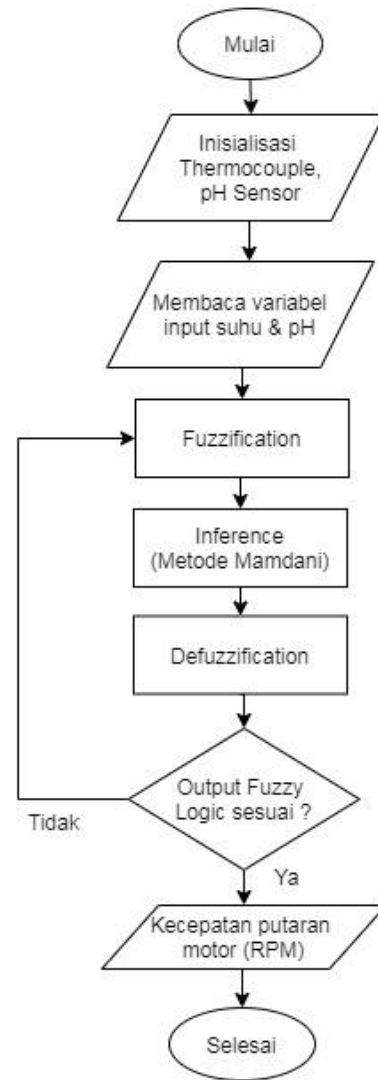 Mulai
Inisialisasi
Thermocouple,
pH Sensor
Membaca variabel
input suhu & pH
Fuzzification
Inference
(Metode Mamdani)
Defuzzification
Output Fuzzy
Logic sesuai ?
Tidak
Ya
Kecepatan putaran
motor (RPM)
Selesai